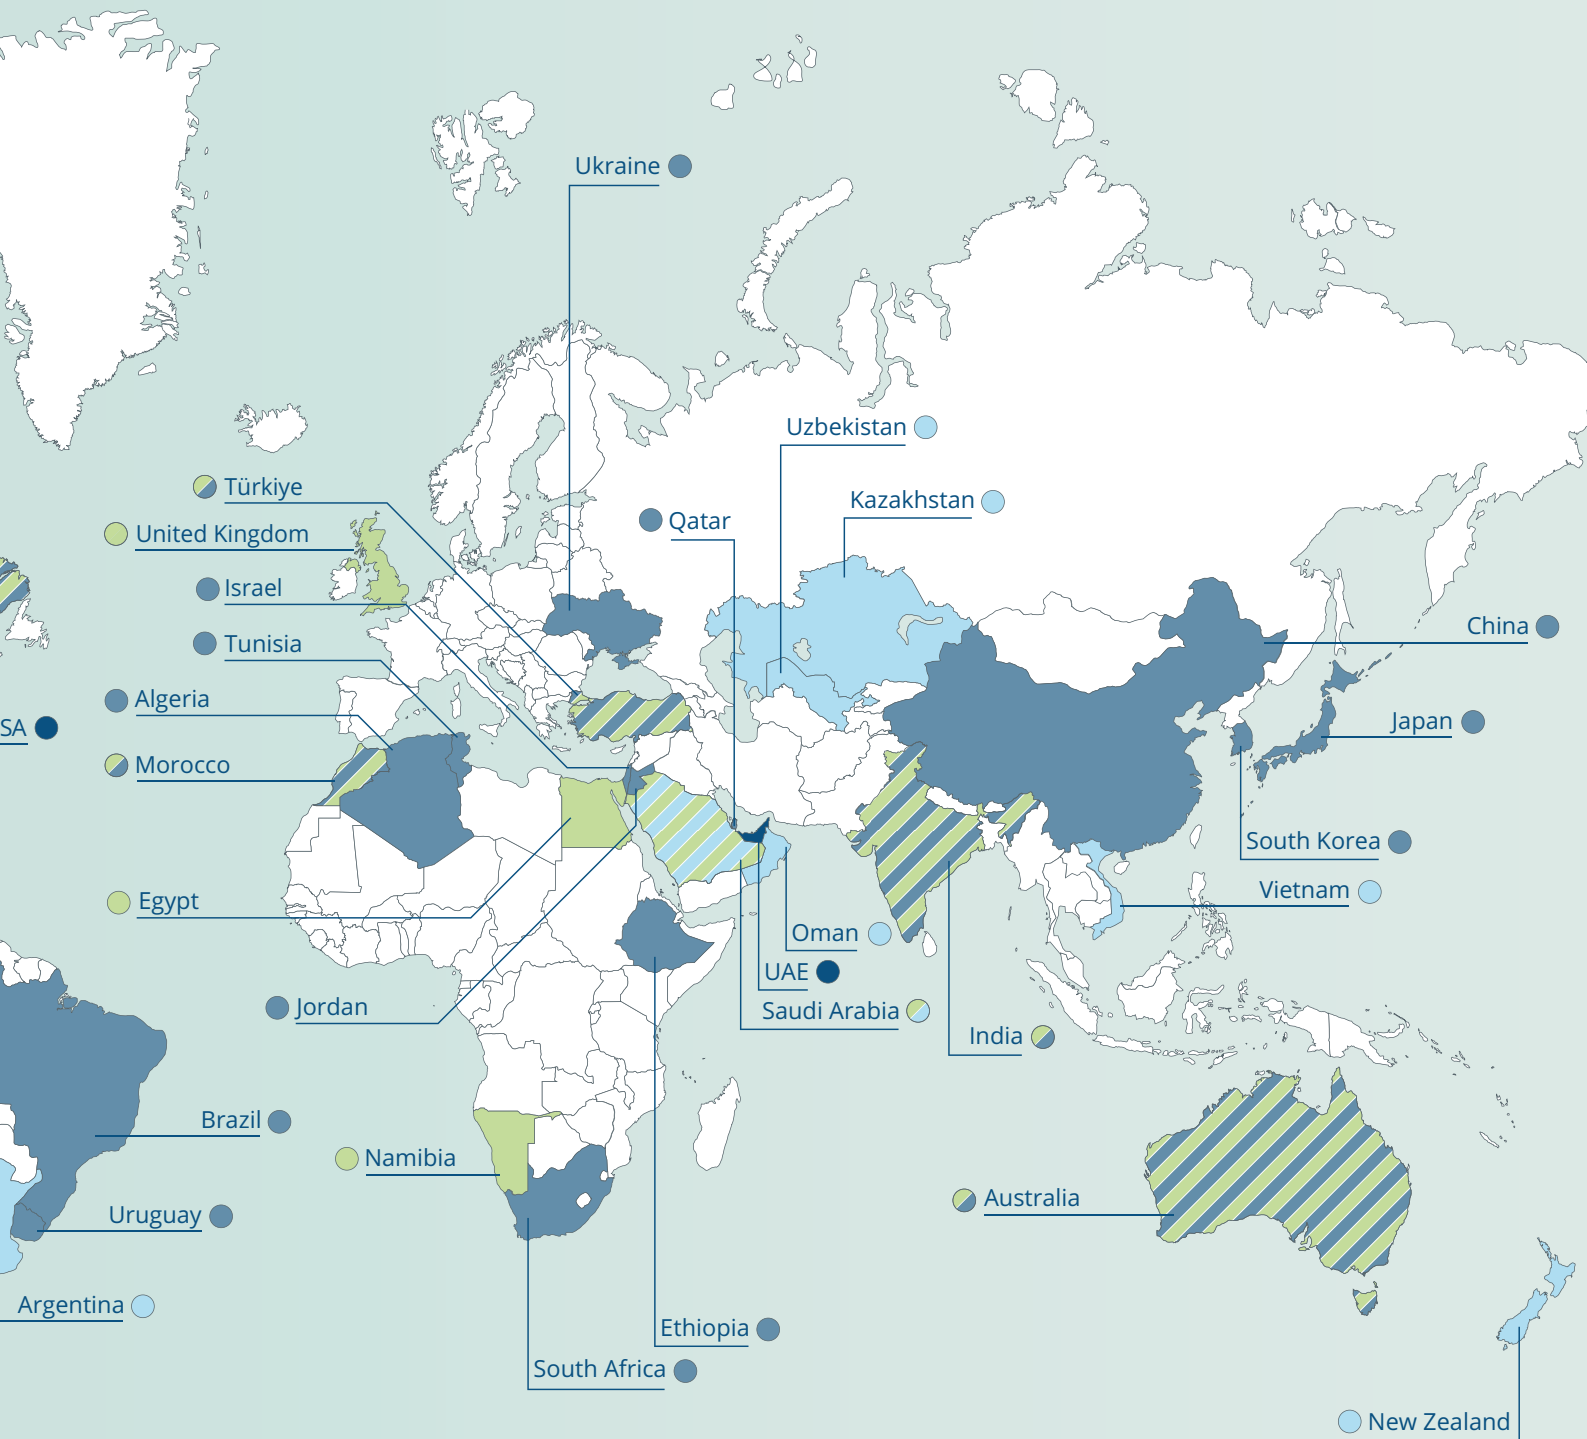 Ukraine
Uzbekistan
Türkiye
Kazakhstan
Qatar
United Kingdom
Israel
China
Tunisia
Algeria
SA
Japan
Morocco
South Korea
Vietnam
Egypt
Oman
UAE
Jordan
Saudi Arabia
India
Brazil
Namibia
Australia
Uruguay
Argentina
Ethiopia
South Africa
New Zealand